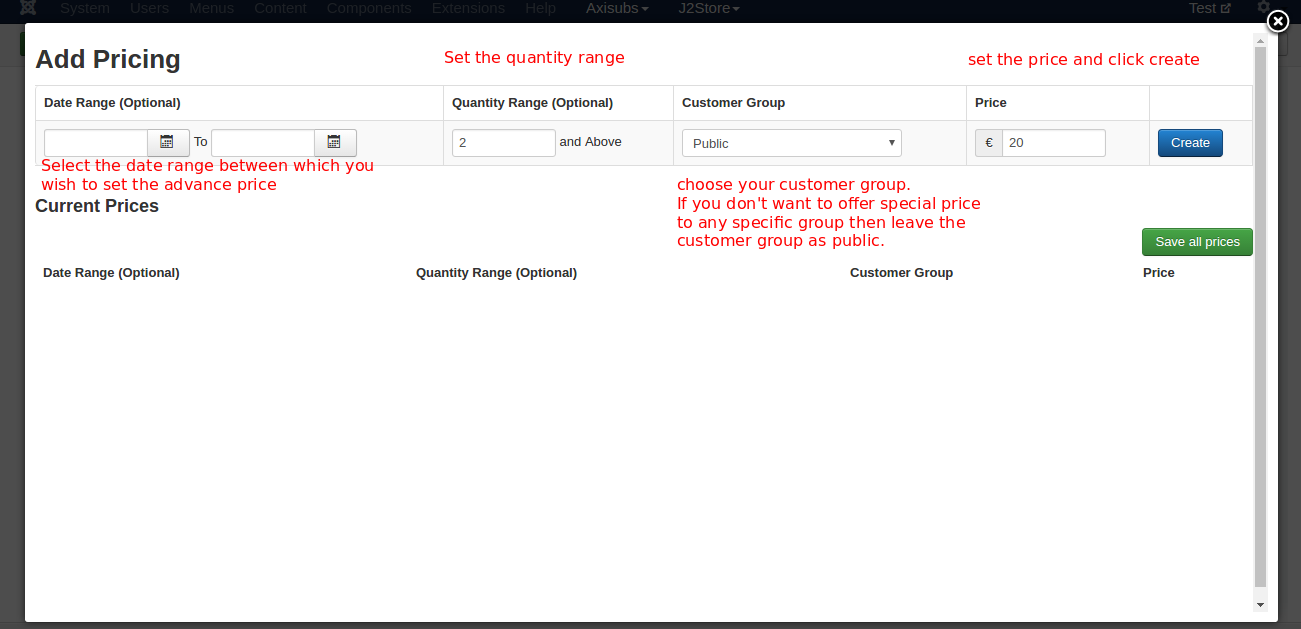 System Users Menus Content Components Extensions Help Axisubs J2Store Test
Add Pricing
Set the quantity range
set the price and click create
Date Range (Optional) Quantity Range (Optional) Customer Group Price
To 2 and Above Public € 20 Create
Select the date range between which you
wish to set the advance price
choose your customer group.
If you don't want to offer special price
to any specific group then leave the
customer group as public.
Current Prices
Save all prices
Date Range (Optional) Quantity Range (Optional) Customer Group Price